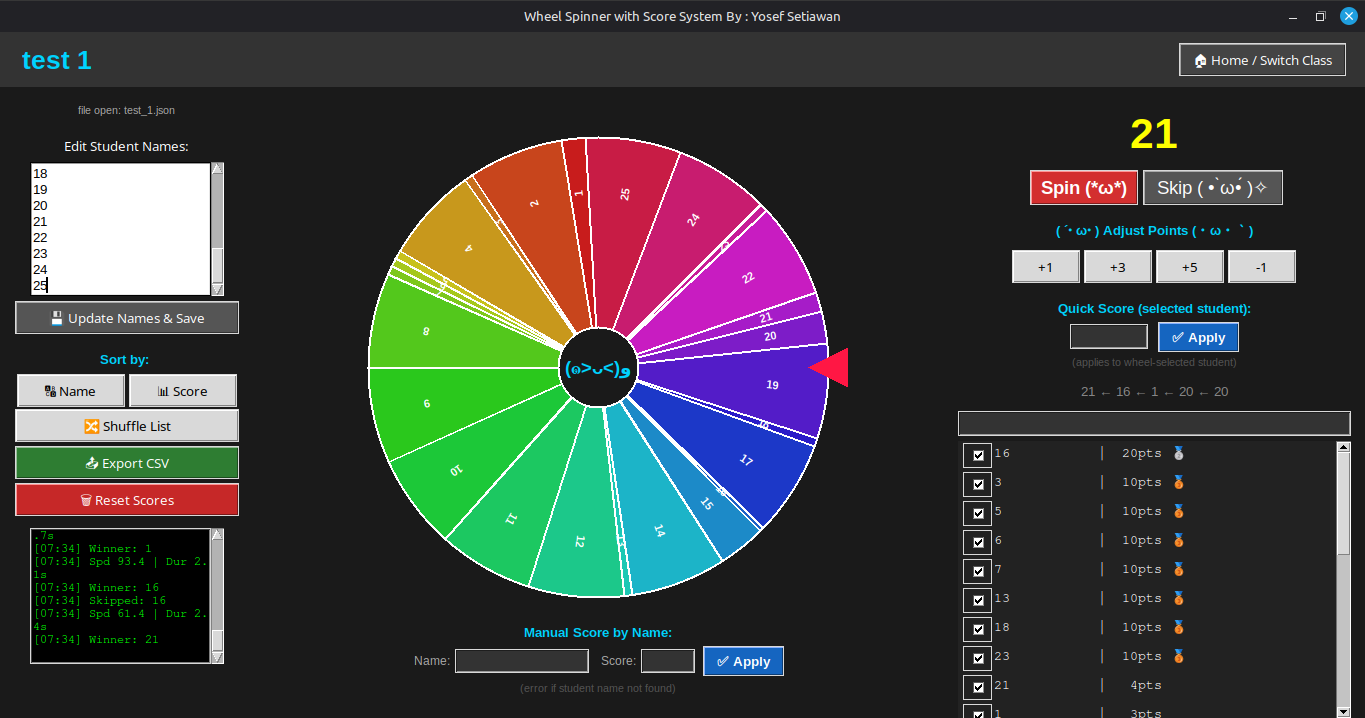 Wheel Spinner with Score System By : Yosef Setiawan
test 1
🏠 Home / Switch Class
file open: test_1.json
Edit Student Names:
18
19
20
21
22
23
24
25
💾 Update Names & Save
Sort by:
🔠 Name
📊 Score
🔀 Shuffle List
📤 Export CSV
🗑 Reset Scores
.7s
[07:34] Winner: 1
[07:34] Spd 93.4 | Dur 2.
1s
[07:34] Winner: 16
[07:34] Skipped: 16
[07:34] Spd 61.4 | Dur 2.
4s
[07:34] Winner: 21
1
25
24
22
21
20
19
17
15
14
12
11
10
9
8
4
2
Manual Score by Name:
Name:
Score:
✅ Apply
(error if student name not found)
21
Spin (*ω*)
Skip ( •̀ω•́ )✧
( ´･ω･) Adjust Points (・ω・｀)
+1
+3
+5
-1
Quick Score (selected student):
✅ Apply
(applies to wheel-selected student)
21 ← 16 ← 1 ← 20 ← 20
16 | 20pts 🥈
3 | 10pts 🥉
5 | 10pts 🥉
6 | 10pts 🥉
7 | 10pts 🥉
13 | 10pts 🥉
18 | 10pts 🥉
23 | 10pts 🥉
21 | 4pts
1 | 3pts